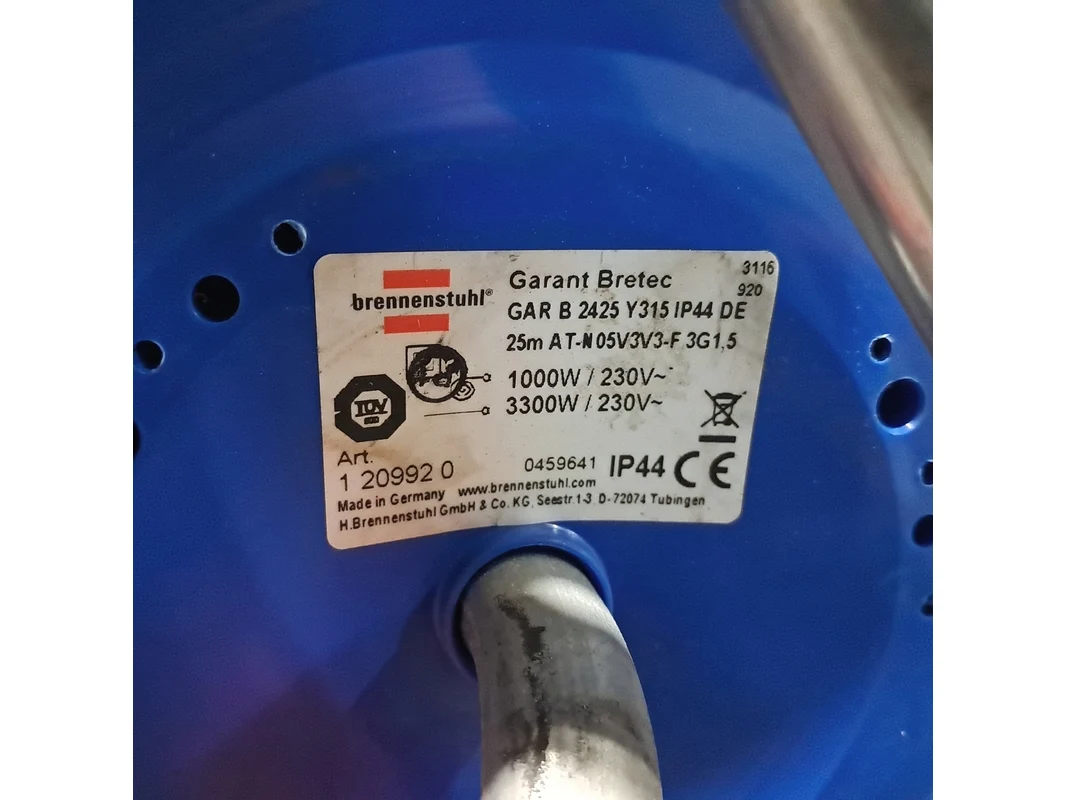 brennenstuhl®
Garant Bretec
3116
920
GAR B 2425 Y315 IP44 DE
25m AT-N05V3V3-F 3G1,5
1000W / 230V~
3300W / 230V~
TÜV
Art.
1 20992 0
0459641
IP44 CE
Made in Germany www.brennenstuhl.com
H.Brennenstuhl GmbH & Co. KG, Seestr.1-3 D-72074 Tubingen